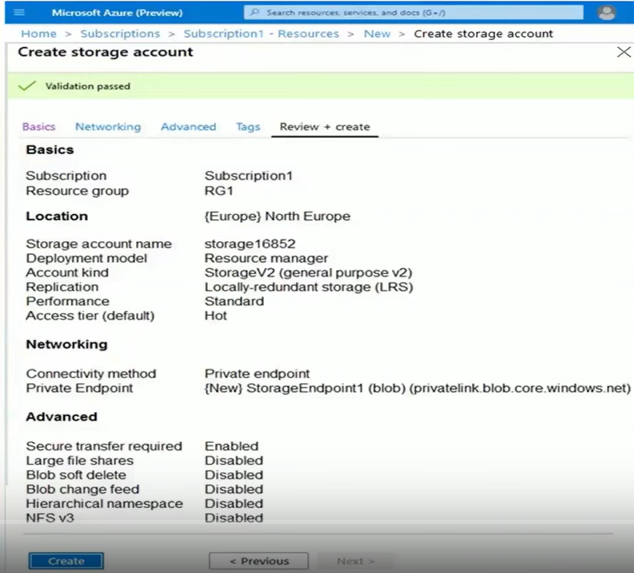 Microsoft Azure (Preview)
Search resources, services, and docs (G+/)
Home > Subscriptions > Subscription1 - Resources > New > Create storage account
Create storage account
Validation passed
Basics Networking Advanced Tags Review + create
Basics
Subscription Subscription1
Resource group RG1
Location {Europe} North Europe
Storage account name storage16852
Deployment model Resource manager
Account kind StorageV2 (general purpose v2)
Replication Locally-redundant storage (LRS)
Performance Standard
Access tier (default) Hot
Networking
Connectivity method Private endpoint
Private Endpoint {New} StorageEndpoint1 (blob) (privatelink.blob.core.windows.net)
Advanced
Secure transfer required Enabled
Large file shares Disabled
Blob soft delete Disabled
Blob change feed Disabled
Hierarchical namespace Disabled
NFS v3 Disabled
Create < Previous Next >